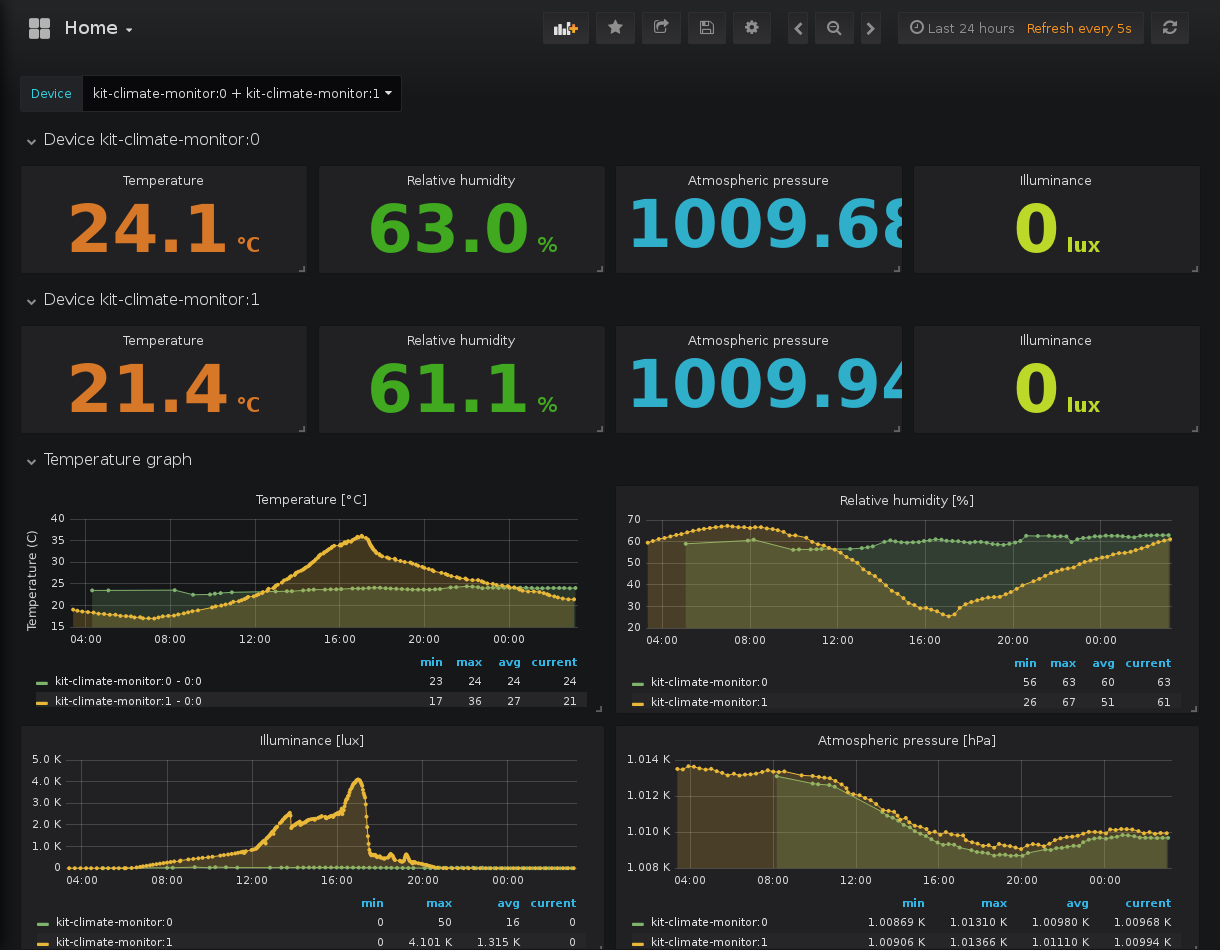 Home
Last 24 hours Refresh every 5s
Device kit-climate-monitor:0 + kit-climate-monitor:1
Device kit-climate-monitor:0
Temperature Relative humidity Atmospheric pressure Illuminance
24.1 °C 63.0 % 1009.68 0 lux
Device kit-climate-monitor:1
Temperature Relative humidity Atmospheric pressure Illuminance
21.4 °C 61.1 % 1009.94 0 lux
Temperature graph
Temperature [°C]
Temperature (C)
40
35
30
25
20
15
04:00 08:00 12:00 16:00 20:00 00:00
min max avg current
kit-climate-monitor:0 - 0:0 23 24 24 24
kit-climate-monitor:1 - 0:0 17 36 27 21
Relative humidity [%]
70
60
50
40
30
20
04:00 08:00 12:00 16:00 20:00 00:00
min max avg current
kit-climate-monitor:0 56 63 60 63
kit-climate-monitor:1 26 67 51 61
Illuminance [lux]
5.0 K
4.0 K
3.0 K
2.0 K
1.0 K
0
04:00 08:00 12:00 16:00 20:00 00:00
min max avg current
kit-climate-monitor:0 0 50 16 0
kit-climate-monitor:1 0 4.101 K 1.315 K 0
Atmospheric pressure [hPa]
1.014 K
1.012 K
1.010 K
1.008 K
04:00 08:00 12:00 16:00 20:00 00:00
min max avg current
kit-climate-monitor:0 1.00869 K 1.01310 K 1.00980 K 1.00968 K
kit-climate-monitor:1 1.00906 K 1.01366 K 1.01110 K 1.00994 K